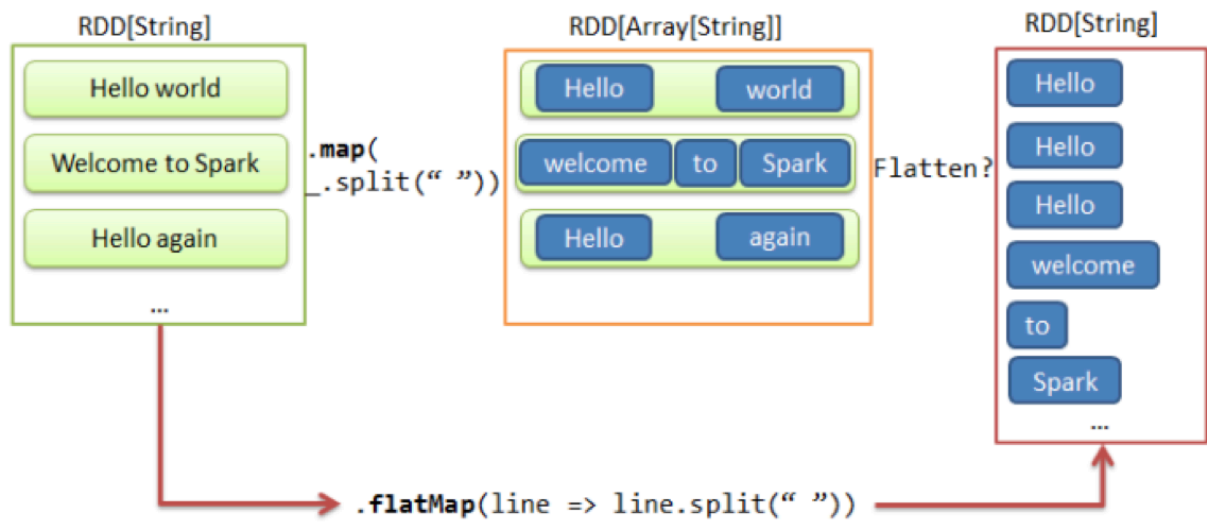 RDD[String]
Hello world
Welcome to Spark
Hello again
...
.map(
_.split(“ ”))
RDD[Array[String]]
Hello world
welcome to Spark
Hello again
Flatten?
RDD[String]
Hello
Hello
Hello
welcome
to
Spark
...
.flatMap(line => line.split(“ ”))